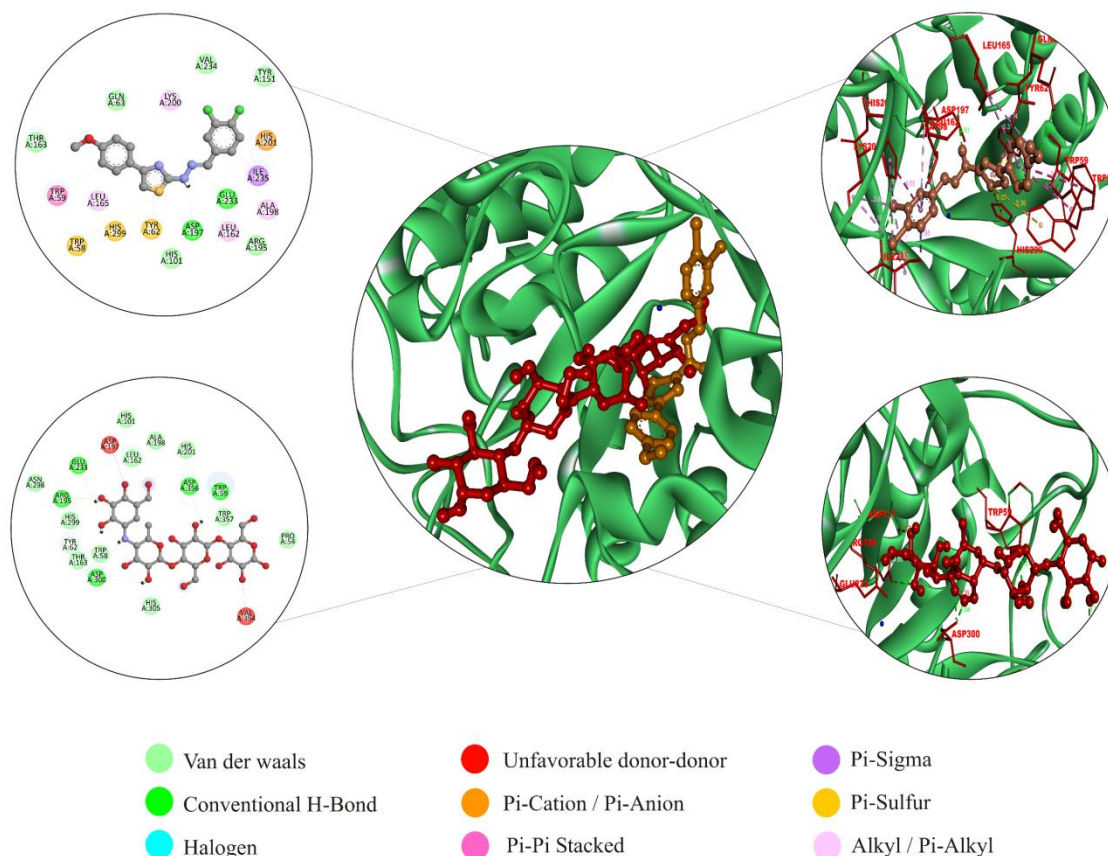 VAL
A:234
TYR
A:151
GLN
A:63
LYS
A:200
THR
A:163
HIS
A:201
ILE
A:235
TRP
A:59
LEU
A:165
GLU
A:233
ALA
A:198
TRP
A:58
HIS
A:299
TYR
A:62
ASP
A:197
LEU
A:162
ARG
A:195
HIS
A:101
LEU165
TYR62
ASP197
TRP59
HIS299
HIS
A:101
ASP
A:197
ALA
A:198
LEU
A:162
HIS
A:201
GLU
A:233
ASN
A:298
ARG
A:195
ASP
A:356
TRP
A:59
HIS
A:299
TRP
A:357
TYR
A:62
THR
A:163
TRP
A:58
PRO
A:54
ASP
A:300
HIS
A:305
VAL
A:354
TRP59
ASP300
Van der waals
Unfavorable donor-donor
Pi-Sigma
Conventional H-Bond
Pi-Cation / Pi-Anion
Pi-Sulfur
Halogen
Pi-Pi Stacked
Alkyl / Pi-Alkyl